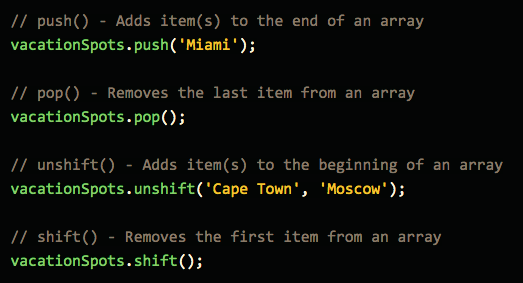 // push() - Adds item(s) to the end of an array
vacationSpots.push('Miami');
// pop() - Removes the last item from an array
vacationSpots.pop();
// unshift() - Adds item(s) to the beginning of an array
vacationSpots.unshift('Cape Town', 'Moscow');
// shift() - Removes the first item from an array
vacationSpots.shift();